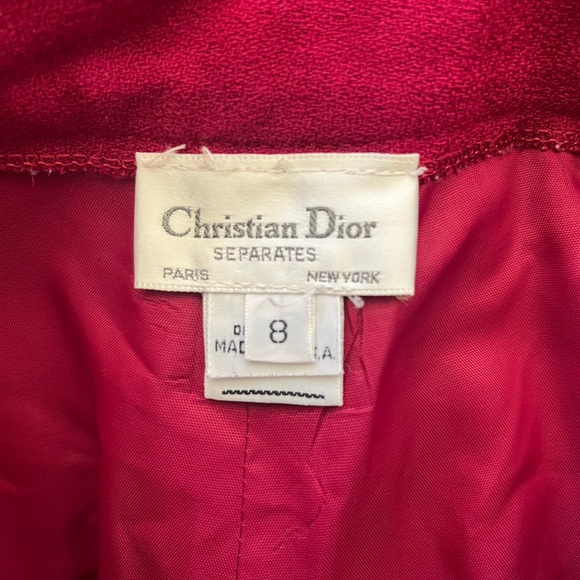 Christian Dior
SEPARATES
PARIS NEW YORK
8